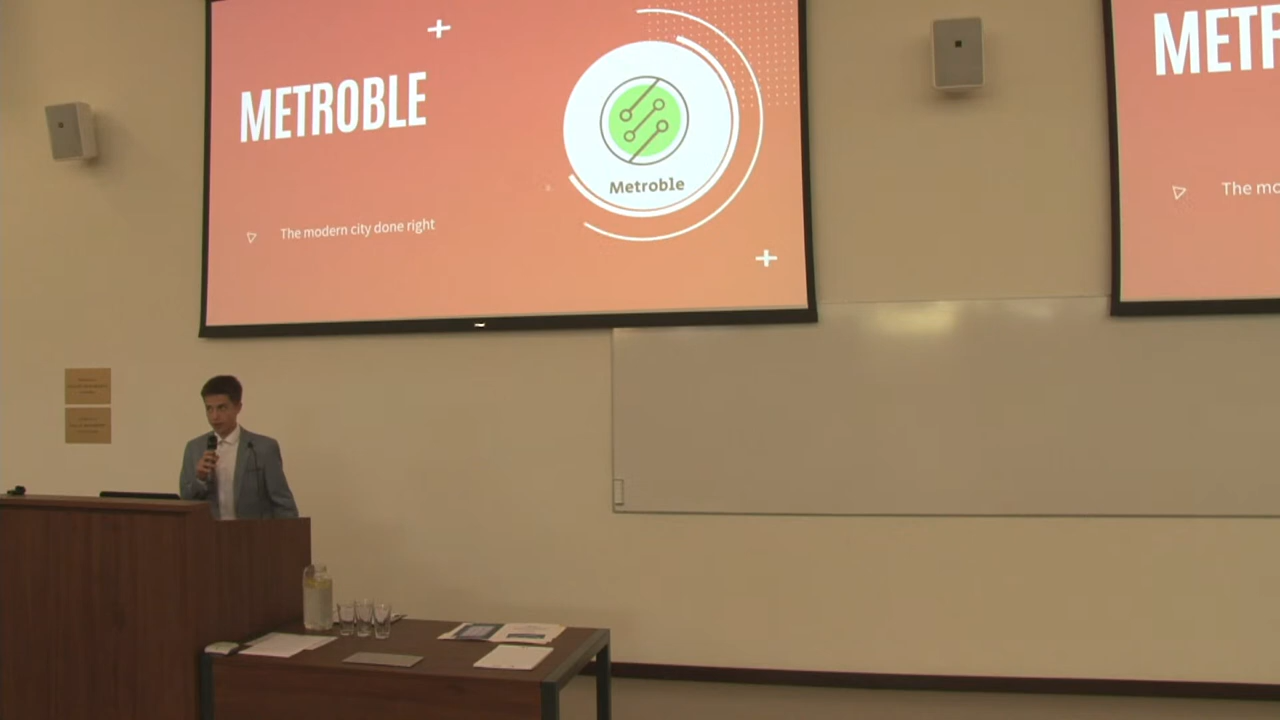 METROBLE
Metroble
The modern city done right
METR
The mo